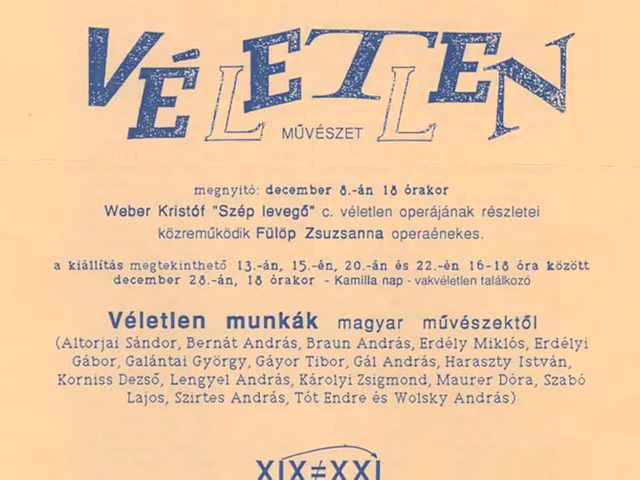 VÉLETLEN
MŰVÉSZET
megnyitó: december 8.-án 18 órakor
Weber Kristóf "Szép levegő" c. véletlen operájának részletei
közreműködik Fülöp Zsuzsanna operaénekes.
a kiállítás megtekinthető 13.-án, 15.-én, 20.-án és 22.-én 16-18 óra között
december 28.-án, 18 órakor - Kamilla nap - vakvéletlen találkozó
Véletlen munkák magyar művészektől
(Altorjai Sándor, Bernát András, Braun András, Erdély Miklós, Erdélyi
Gábor, Galántai György, Gáyor Tibor, Gál András, Haraszty István,
Korniss Dezső, Lengyel András, Károlyi Zsigmond, Maurer Dóra, Szabó
Lajos, Szirtes András, Tót Endre és Wolsky András)
XIX≠XXI